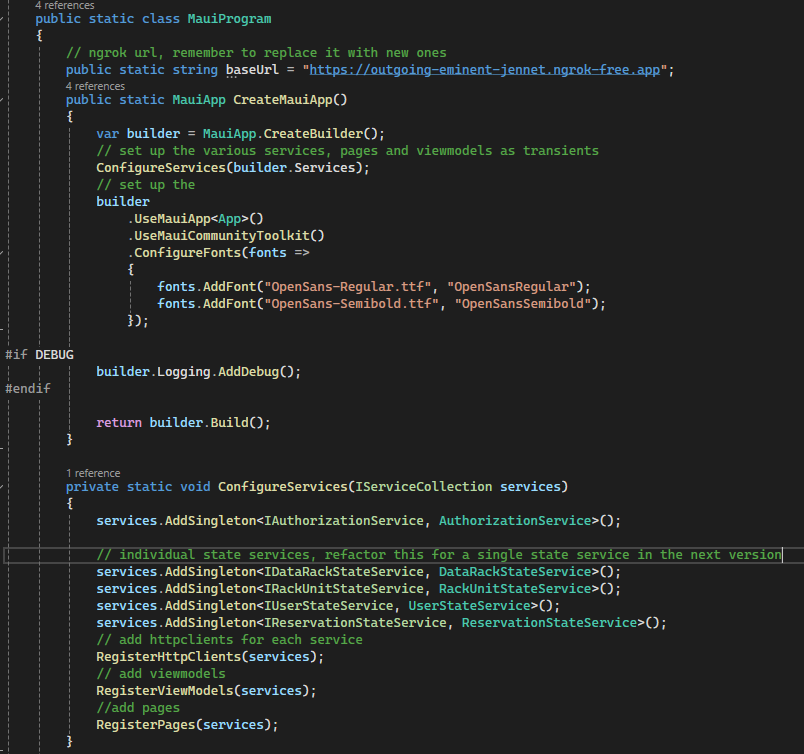 4 references
public static class MauiProgram
{
// ngrok url, remember to replace it with new ones
public static string baseUrl = "https://outgoing-eminent-jennet.ngrok-free.app";
4 references
public static MauiApp CreateMauiApp()
{
var builder = MauiApp.CreateBuilder();
// set up the various services, pages and viewmodels as transients
ConfigureServices(builder.Services);
// set up the
builder
.UseMauiApp<App>()
.UseMauiCommunityToolkit()
.ConfigureFonts(fonts =>
{
fonts.AddFont("OpenSans-Regular.ttf", "OpenSansRegular");
fonts.AddFont("OpenSans-Semibold.ttf", "OpenSansSemibold");
});
#if DEBUG
builder.Logging.AddDebug();
#endif
return builder.Build();
}
1 reference
private static void ConfigureServices(IServiceCollection services)
{
services.AddSingleton<IAuthorizationService, AuthorizationService>();
// individual state services, refactor this for a single state service in the next version
services.AddSingleton<IDataRackStateService, DataRackStateService>();
services.AddSingleton<IRackUnitStateService, RackUnitStateService>();
services.AddSingleton<IUserStateService, UserStateService>();
services.AddSingleton<IReservationStateService, ReservationStateService>();
// add httpclients for each service
RegisterHttpClients(services);
// add viewmodels
RegisterViewModels(services);
//add pages
RegisterPages(services);
}